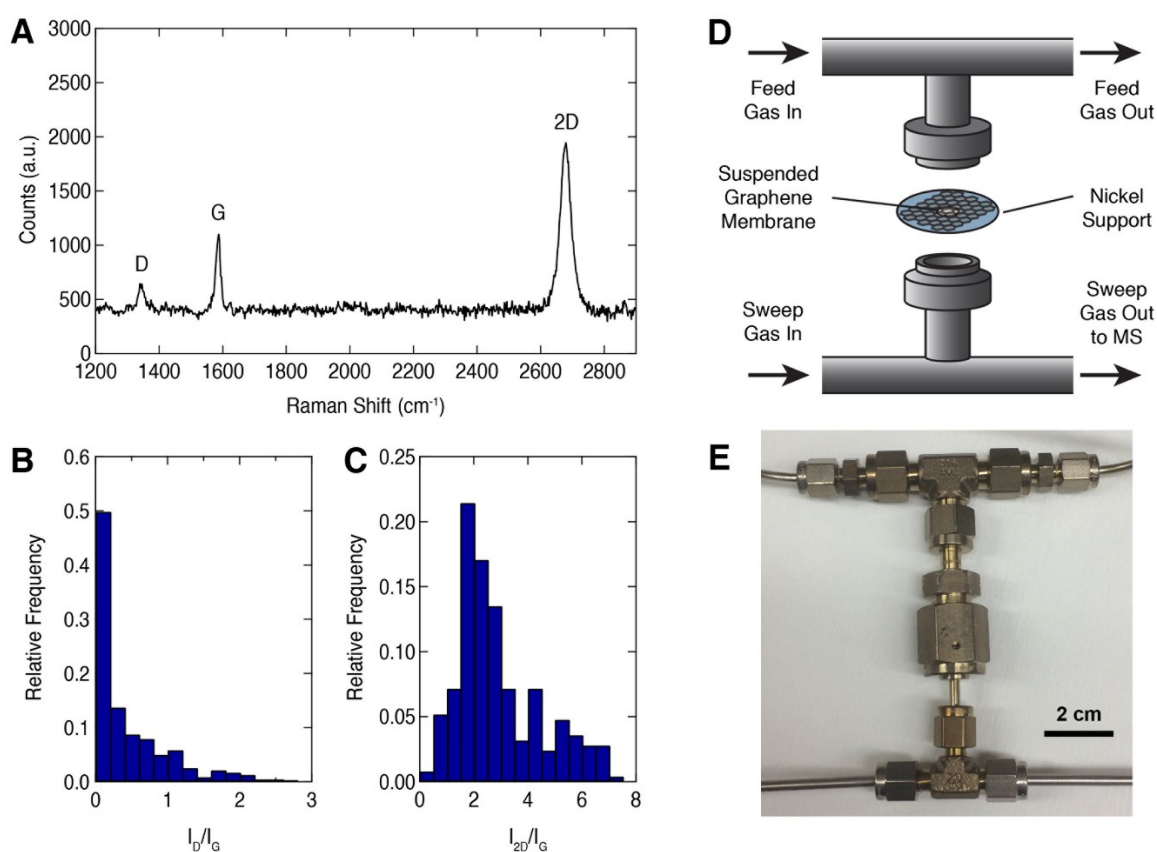 A
3000
2500
2000
1500
1000
500
0
Counts (a.u.)
D
G
2D
1200 1400 1600 1800 2000 2200 2400 2600 2800
Raman Shift (cm⁻¹)
B
0.6
0.5
0.4
0.3
0.2
0.1
0.0
Relative Frequency
0 1 2 3
I_D/I_G
C
0.25
0.20
0.15
0.10
0.05
0.00
Relative Frequency
0 2 4 6 8
I_2D/I_G
D
Feed
Gas In
Feed
Gas Out
Suspended
Graphene
Membrane
Nickel
Support
Sweep
Gas In
Sweep
Gas Out
to MS
E
2 cm